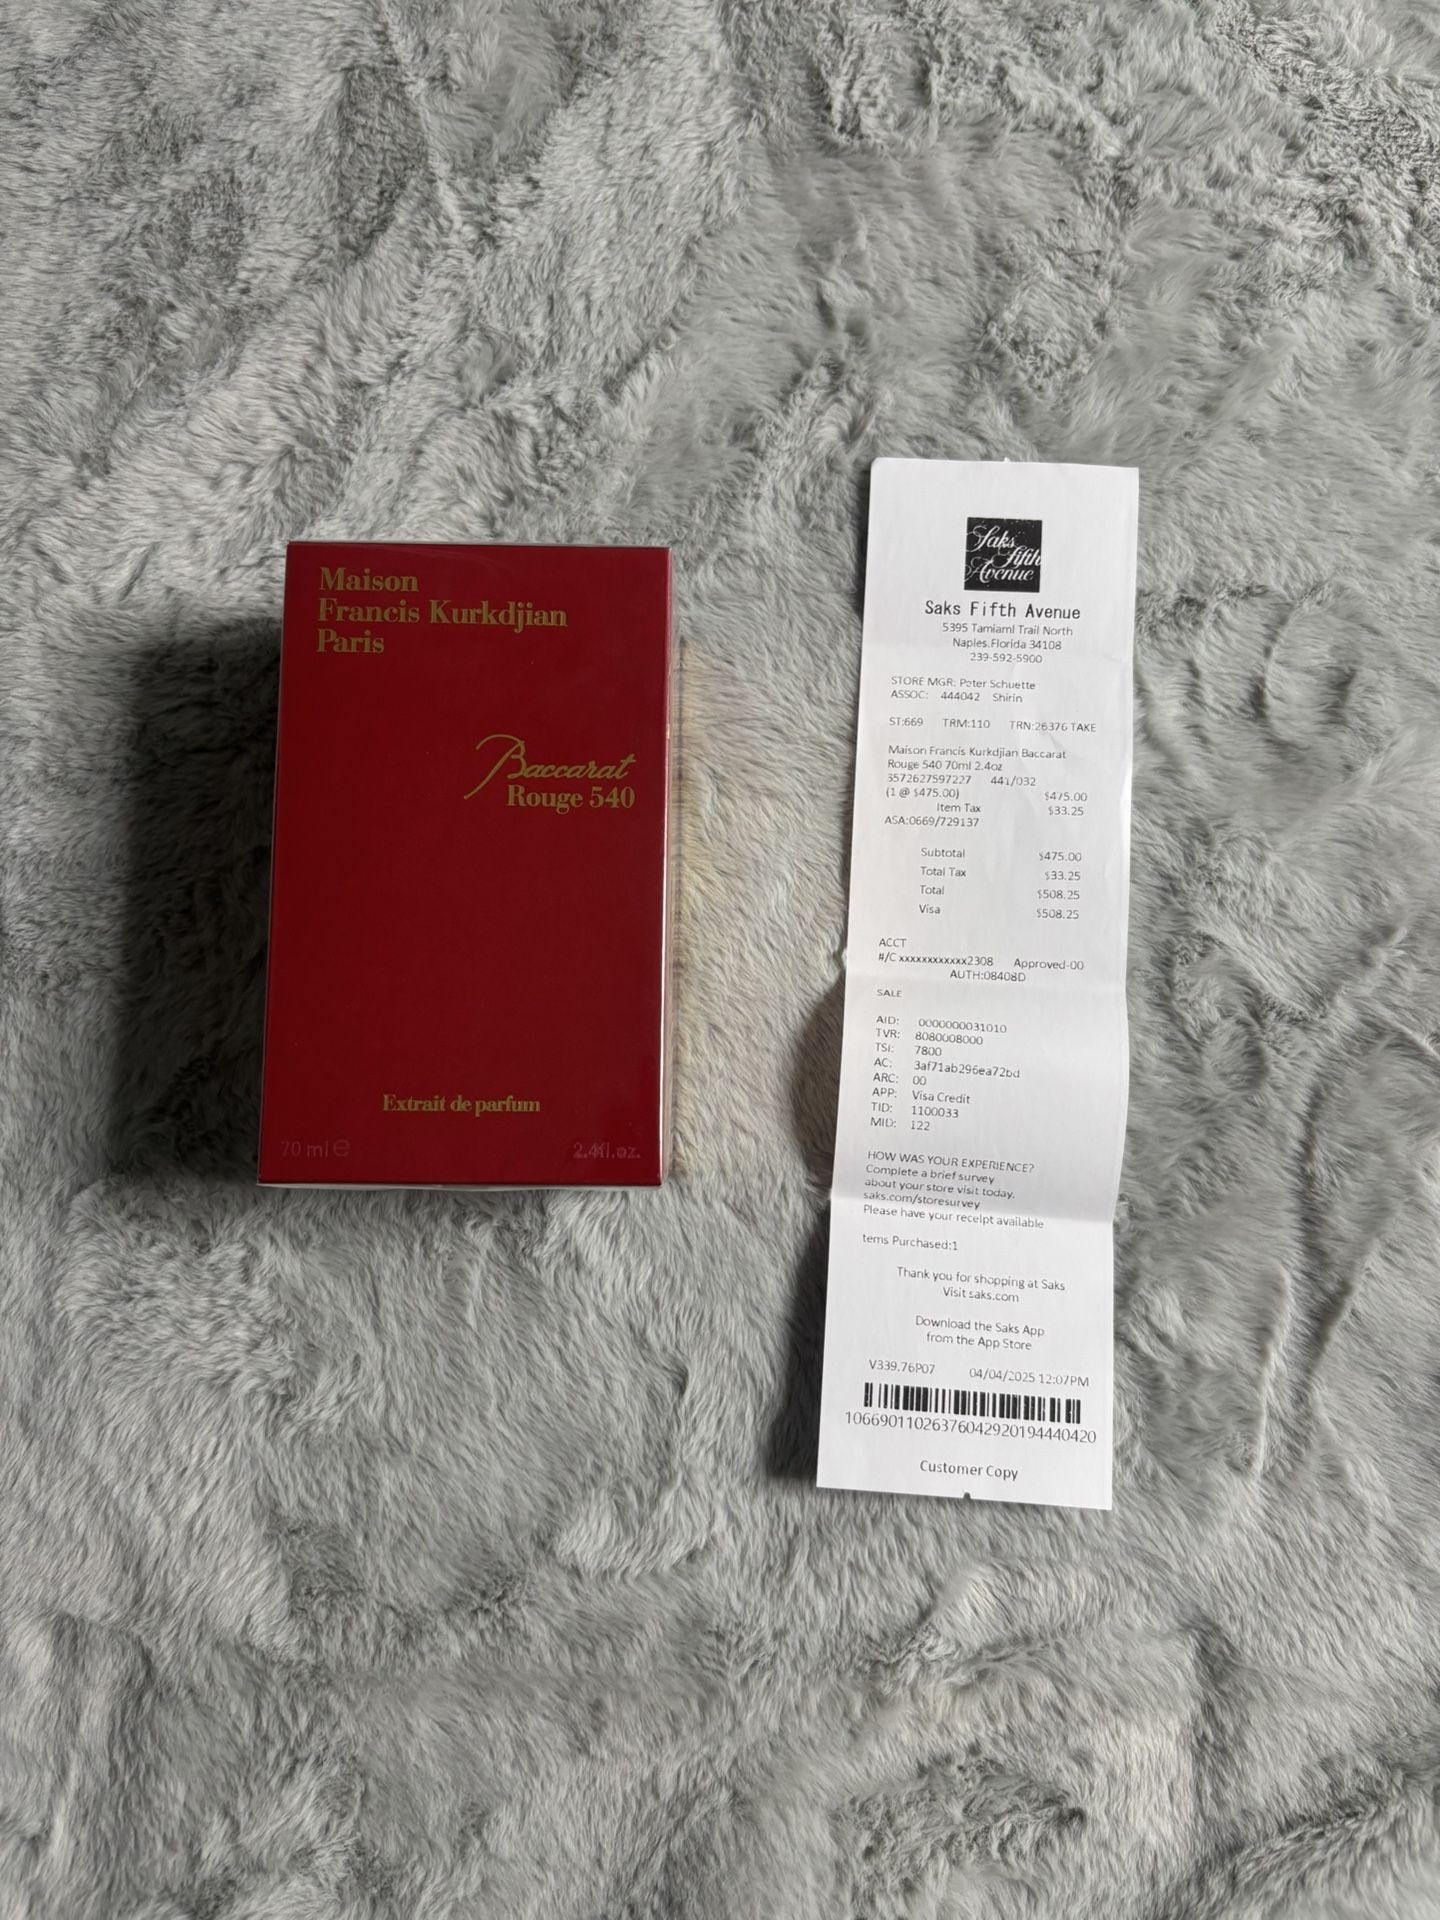 Maison
Francis Kurkdjian
Paris
Baccarat
Rouge 540
Extrait de parfum
70 ml e 2.4fl.oz.
Saks
fifth
Avenue
Saks Fifth Avenue
5395 Tamiaml Trail North
Naples.Florida 34108
239-592-5900
STORE MGR: Peter Schuette
ASSOC: 444042 Shirin
ST:669 TRM:110 TRN:26376 TAKE
Maison Francis Kurkdjian Baccarat
Rouge 540 70ml 2.4oz
3572627597227 441/032
(1 @ $475.00) $475.00
Item Tax $33.25
ASA:0669/729137
Subtotal $475.00
Total Tax $33.25
Total $508.25
Visa $508.25
ACCT
#/C xxxxxxxxxxxx2308 Approved-00
AUTH:08408D
SALE
AID: 0000000031010
TVR: 8080008000
TSI: 7800
AC: 3af71ab296ea72bd
ARC: 00
APP: Visa Credit
TID: 1100033
MID: 122
HOW WAS YOUR EXPERIENCE?
Complete a brief survey
about your store visit today.
saks.com/storesurvey
Please have your recelpt available
tems Purchased:1
Thank you for shopping at Saks
Visit saks.com
Download the Saks App
from the App Store
V339.76P07 04/04/2025 12:07PM
10669011026376042920194440420
Customer Copy